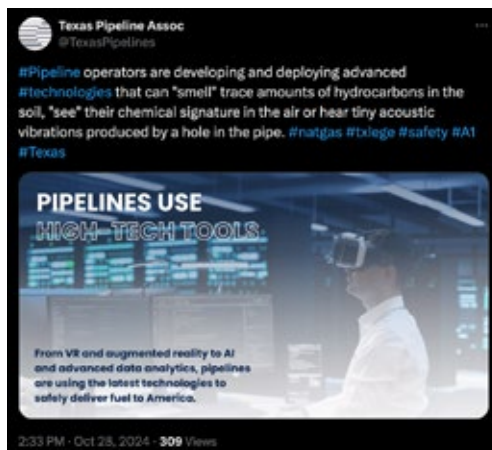 Texas Pipeline Assoc
@TexasPipelines
#Pipeline operators are developing and deploying advanced
#technologies that can "smell" trace amounts of hydrocarbons in the
soil, "see" their chemical signature in the air or hear tiny acoustic
vibrations produced by a hole in the pipe. #natgas #txlege #safety #A1
#Texas
PIPELINES USE
HIGH-TECH TOOLS
From VR and augmented reality to AI
and advanced data analytics, pipelines
are using the latest technologies to
safely deliver fuel to America.
2:33 PM · Oct 28, 2024 · 309 Views